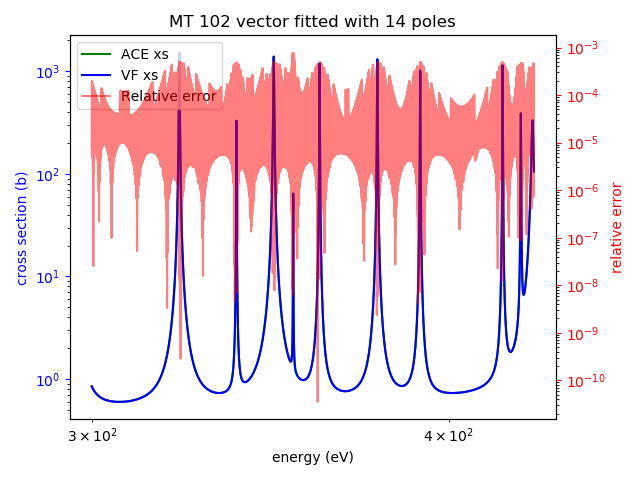 MT 102 vector fitted with 14 poles
ACE xs
VF xs
Relative error
cross section (b)
10³
10²
10¹
10⁰
10⁻³
10⁻⁴
10⁻⁵
10⁻⁶
10⁻⁷
10⁻⁸
10⁻⁹
10⁻¹⁰
relative error
3 × 10²
4 × 10²
energy (eV)